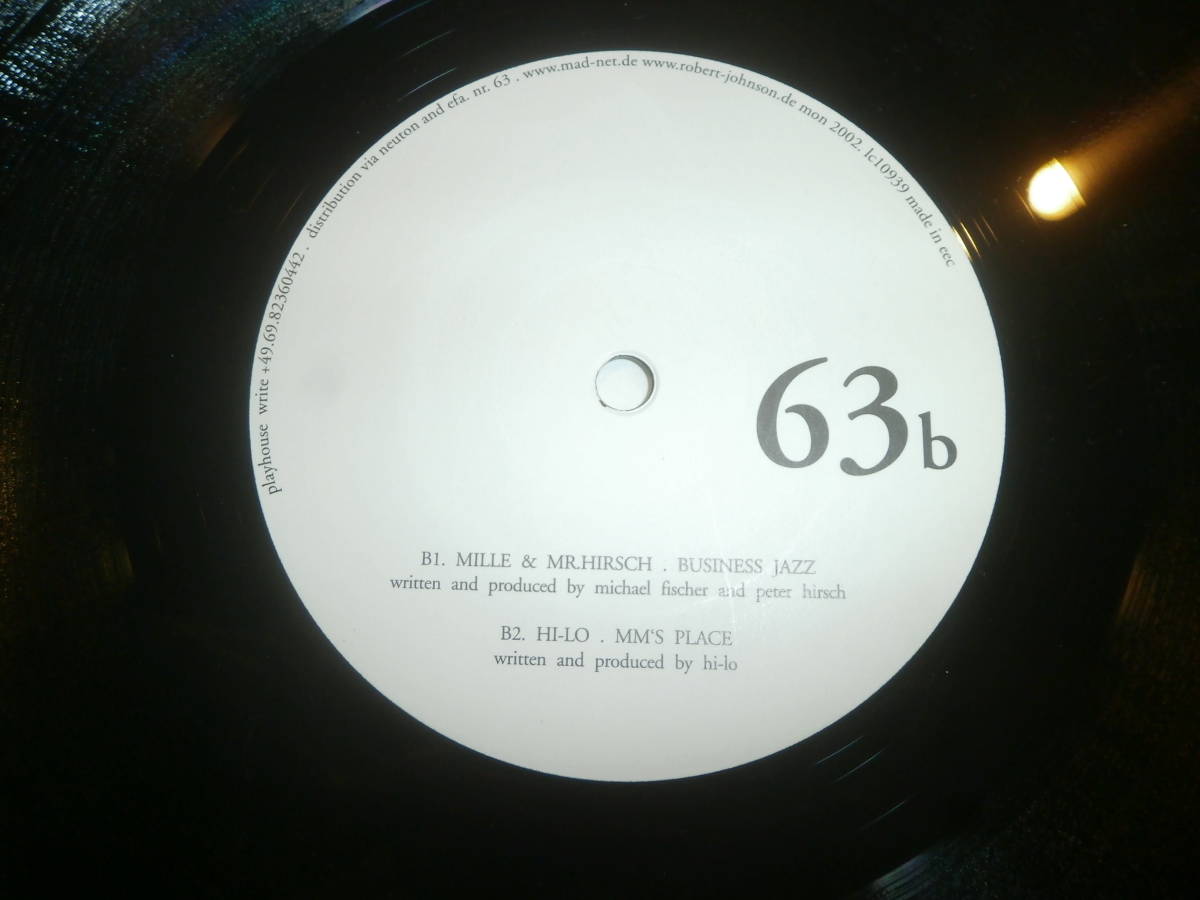 playhouse write +49.69.82360442 . distribution via neuton and efa. nr. 63 . www.mad-net.de www.robert-johnson.de mon 2002. lc10939 made in eec
63b
B1. MILLE & MR.HIRSCH . BUSINESS JAZZ
written and produced by michael fischer and peter hirsch
B2. HI-LO . MM'S PLACE
written and produced by hi-lo